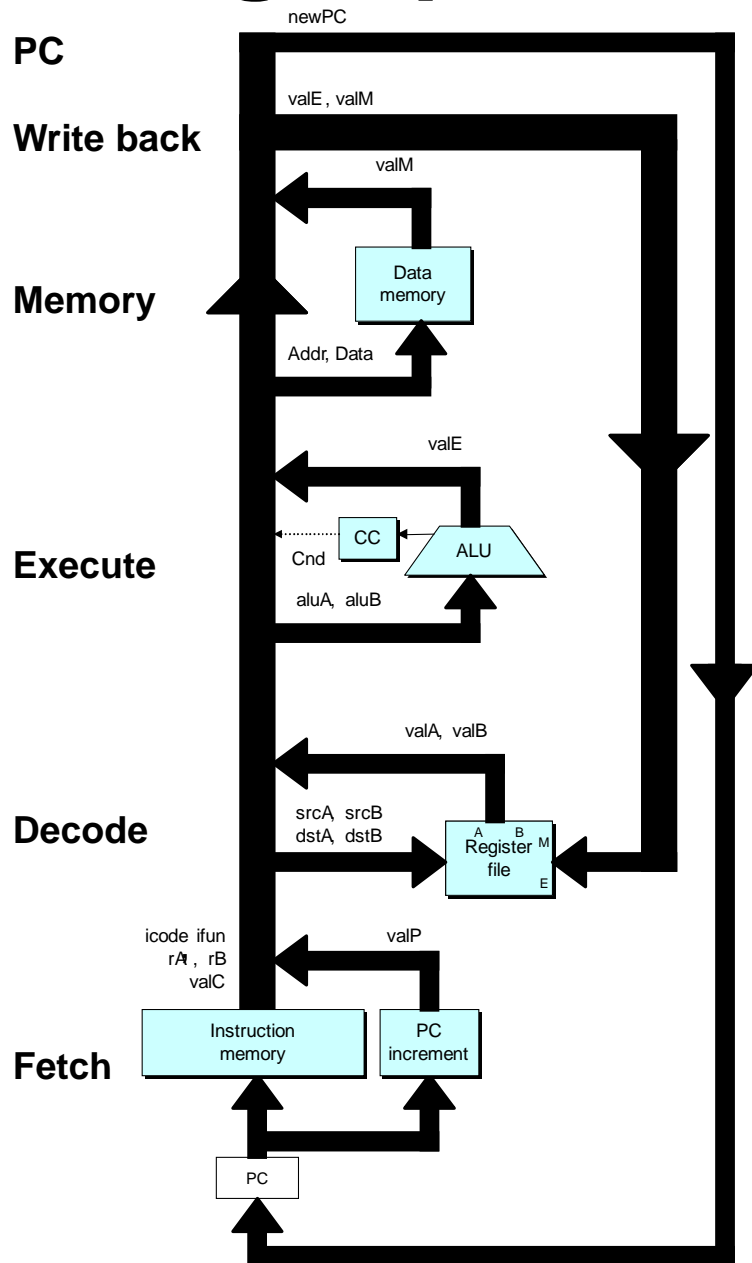 newPC
PC
valE , valM
Write back
valM
Data
memory
Memory
Addr, Data
valE
CC
ALU
Cnd
Execute
aluA, aluB
valA, valB
srcA, srcB
dstA, dstB
Decode
A B
Register M
file
E
icode ifun
rA , rB
valC
valP
Instruction
memory
PC
increment
Fetch
PC